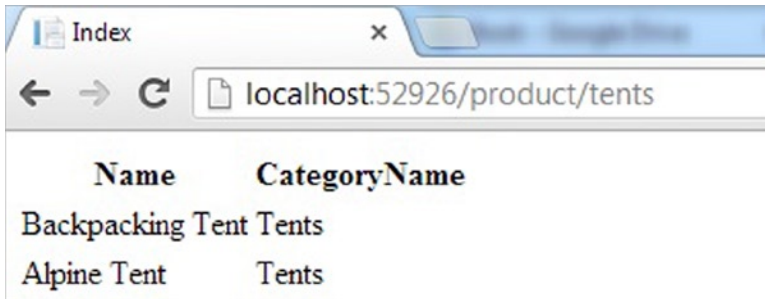 Index
localhost:52926/product/tents
Name CategoryName
Backpacking Tent Tents
Alpine Tent Tents